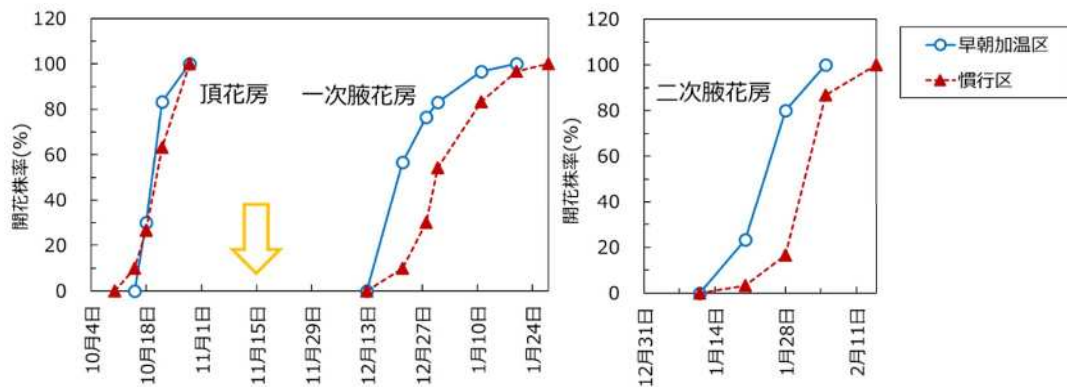 120
100
80
60
40
20
0
開花株率(%)
頂花房
一次腋花房
10月4日
10月18日
11月1日
11月15日
11月29日
12月13日
12月27日
1月10日
1月24日
120
100
80
60
40
20
0
開花株率(%)
二次腋花房
12月31日
1月14日
1月28日
2月11日
早朝加温区
慣行区